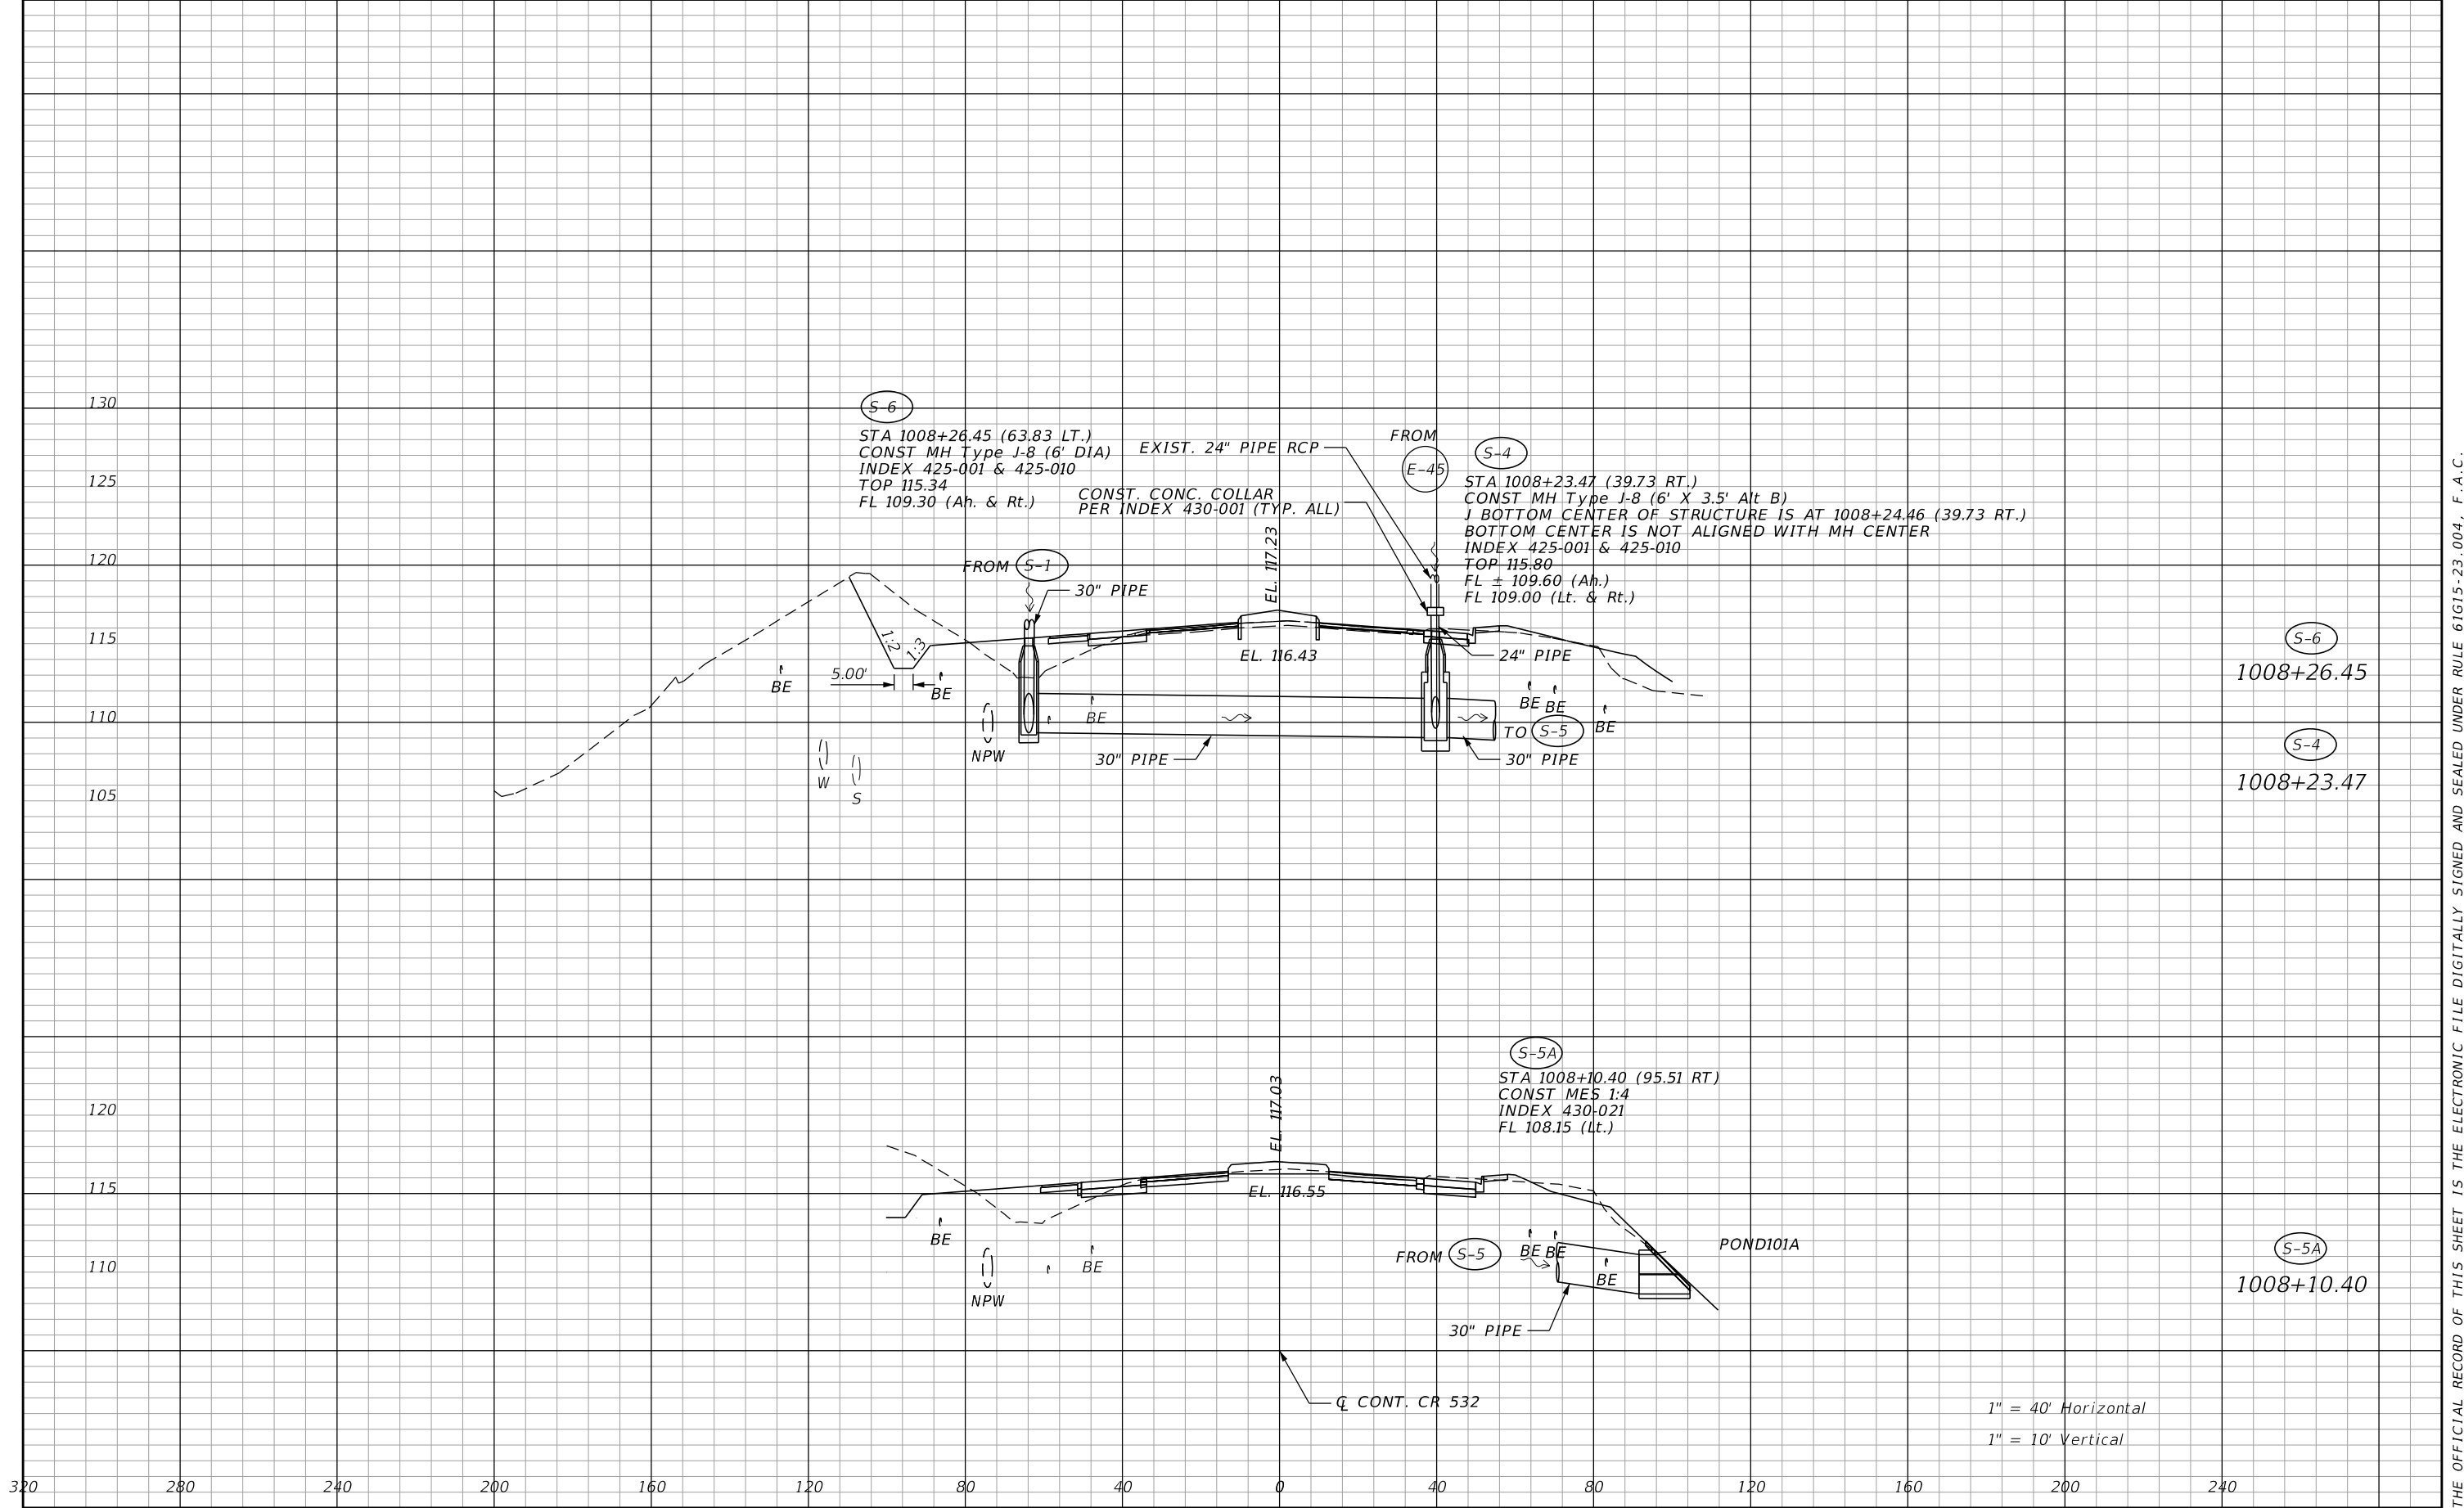 130
125
120
115
110
105
S-6
STA 1008+26.45 (63.83 LT.)
CONST MH Type J-8 (6' DIA)
INDEX 425-001 & 425-010
TOP 115.34
FL 109.30 (Ah. & Rt.)
EXIST. 24" PIPE RCP
CONST. CONC. COLLAR
PER INDEX 430-001 (TYP. ALL)
FROM
E-45
S-4
STA 1008+23.47 (39.73 RT.)
CONST MH Type J-8 (6' X 3.5' Alt B)
J BOTTOM CENTER OF STRUCTURE IS AT 1008+24.46 (39.73 RT.)
BOTTOM CENTER IS NOT ALIGNED WITH MH CENTER
INDEX 425-001 & 425-010
TOP 115.80
FL ± 109.60 (Ah.)
FL 109.00 (Lt. & Rt.)
FROM S-1
30" PIPE
EL. 117.23
EL. 116.43
24" PIPE
1:2
1:3
5.00'
BE
BE
BE
BE
BE
BE
NPW
W
S
30" PIPE
TO S-5
30" PIPE
S-6
1008+26.45
S-4
1008+23.47
120
115
110
S-5A
STA 1008+10.40 (95.51 RT)
CONST MES 1:4
INDEX 430-021
FL 108.15 (Lt.)
EL. 117.03
EL. 116.55
BE
BE
NPW
FROM S-5
BE
BE
BE
POND101A
30" PIPE
S-5A
1008+10.40
℄ CONT. CR 532
1" = 40' Horizontal
1" = 10' Vertical
320 280 240 200 160 120 80 40 0 40 80 120 160 200 240
THE OFFICIAL RECORD OF THIS SHEET IS THE ELECTRONIC FILE DIGITALLY SIGNED AND SEALED UNDER RULE 61G15-23.004, F.A.C.